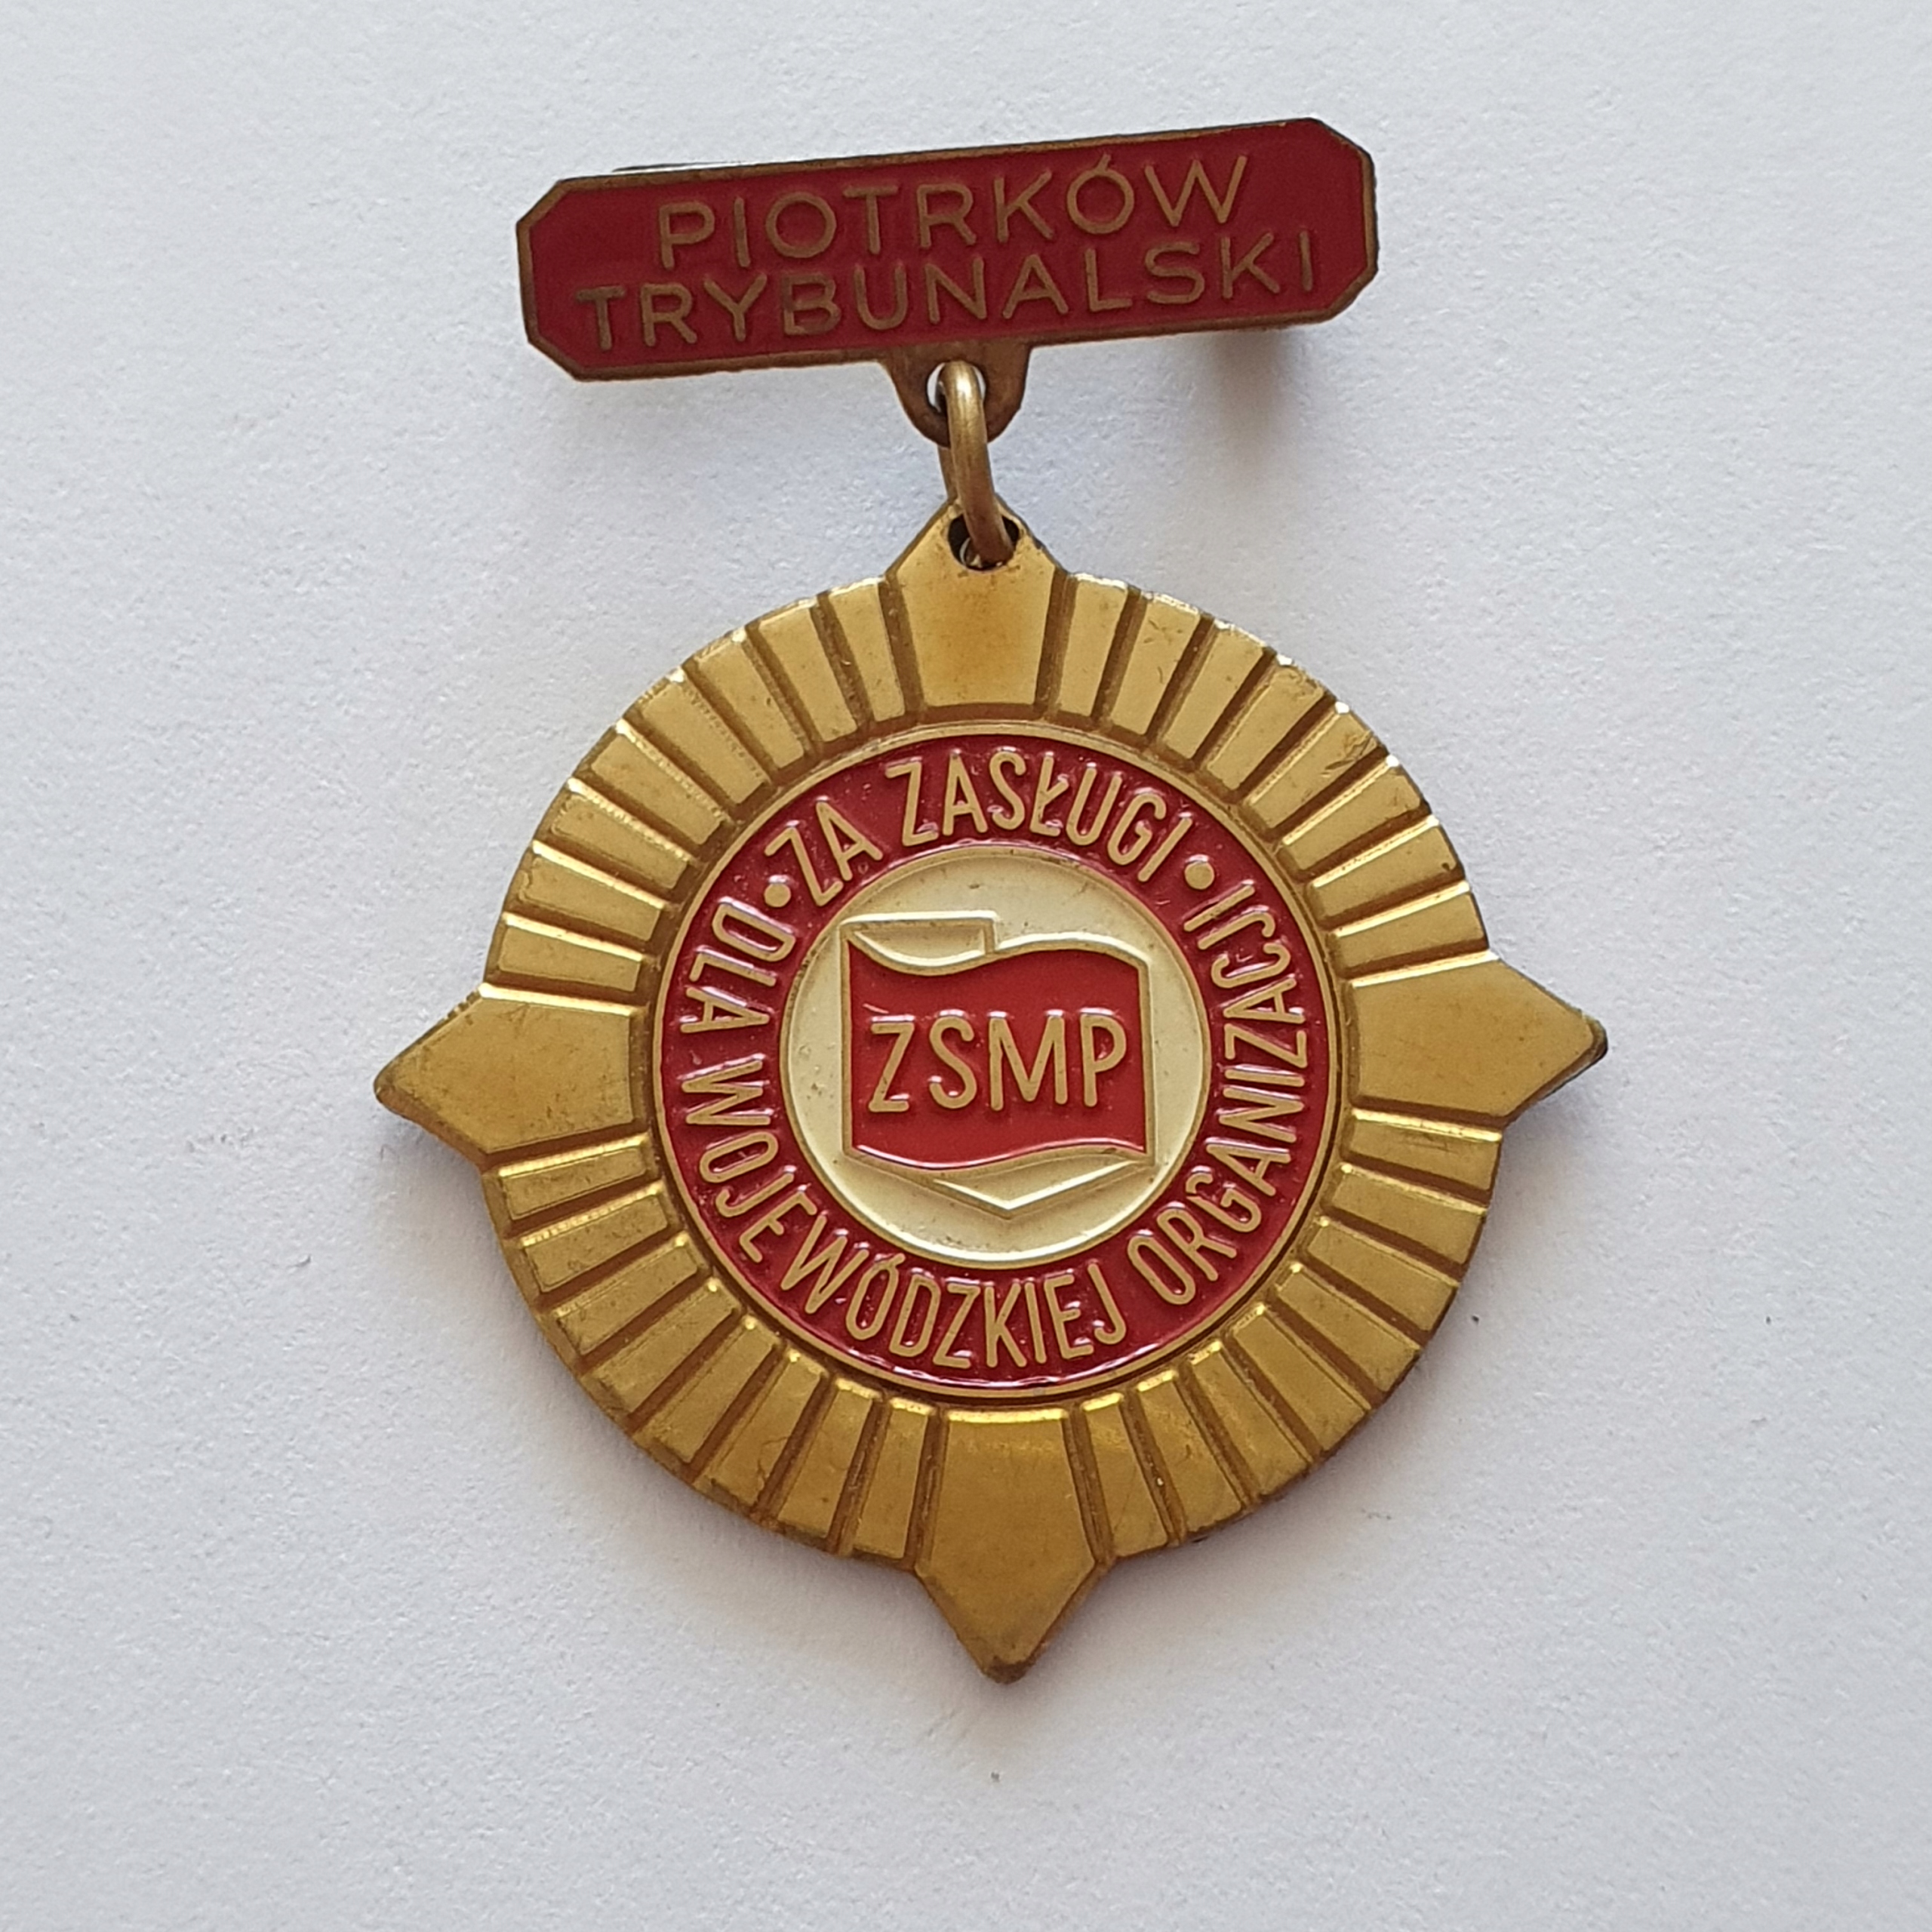 PIOTRKÓW
TRYBUNALSKI
• ZA ZASŁUGI •
DLA WOJEWÓDZKIEJ ORGANIZACJI
ZSMP